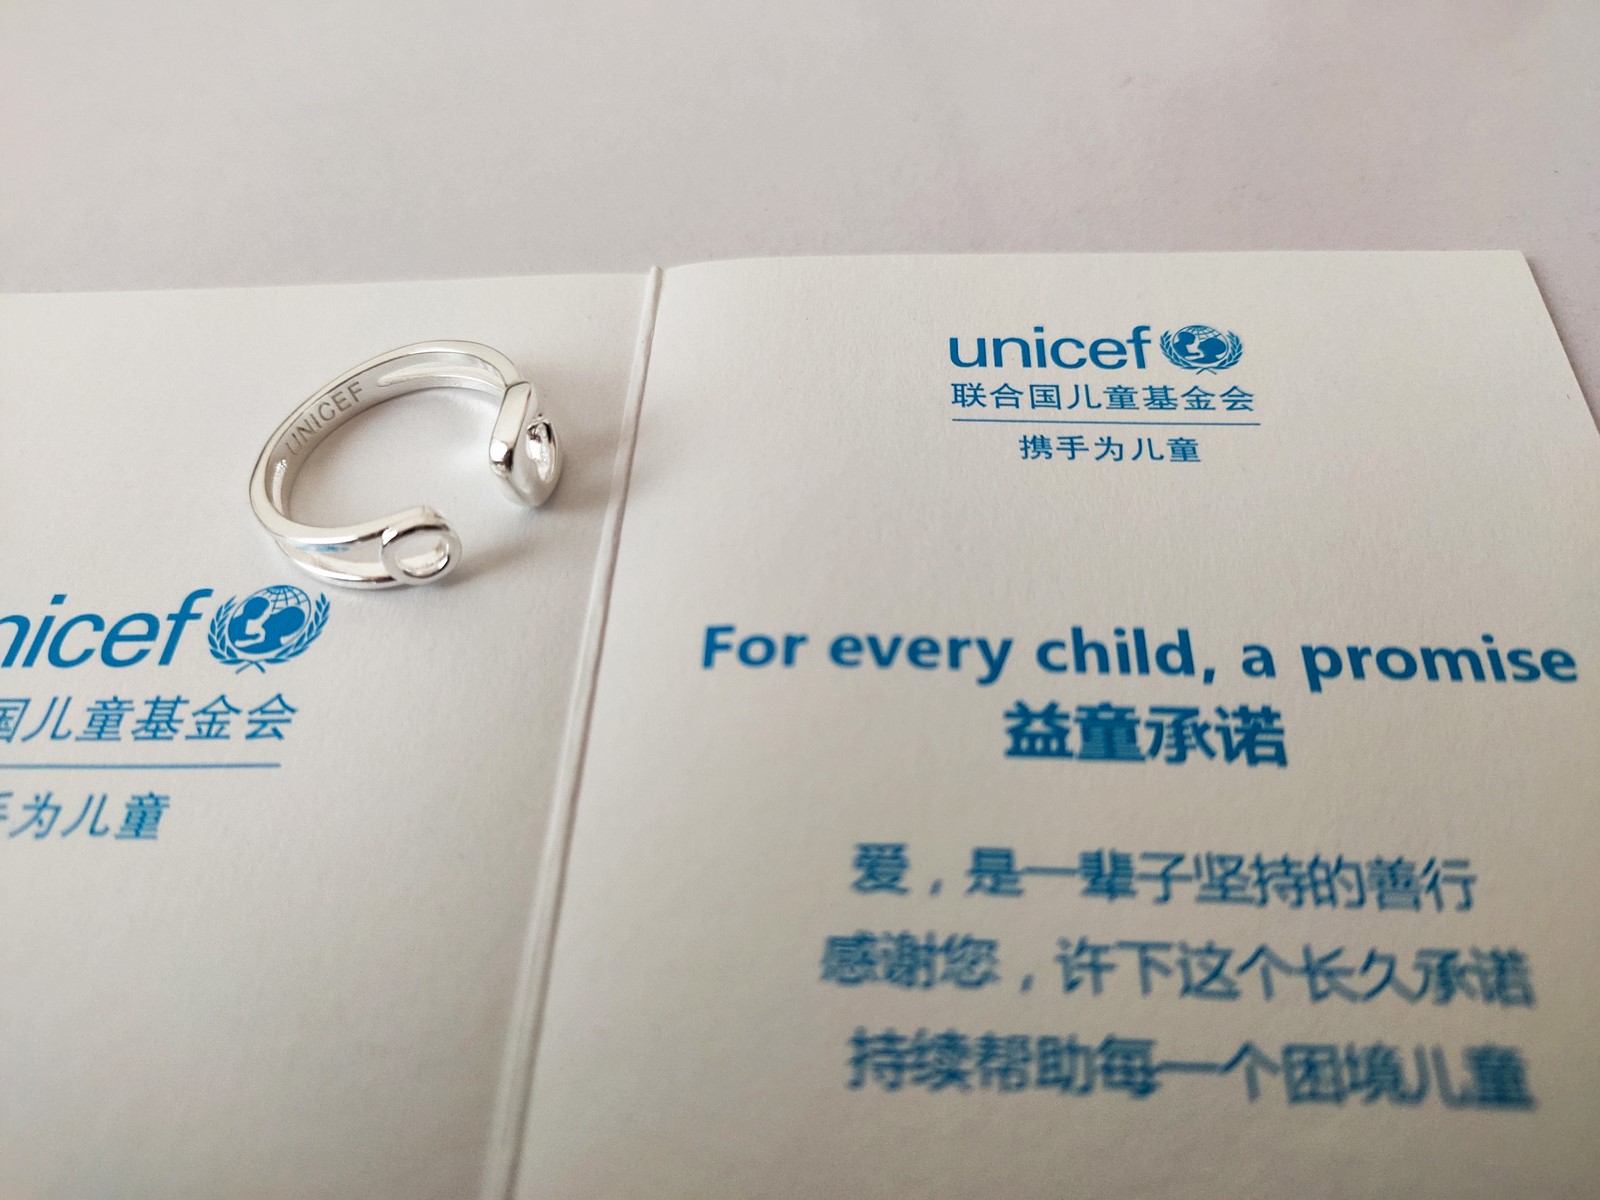 UNICEF
nicef
国儿童基金会
手为儿童
unicef
联合国儿童基金会
携手为儿童
For every child, a promise
益童承诺
爱，是一辈子坚持的善行
感谢您，许下这个长久承诺
持续帮助每一个困境儿童